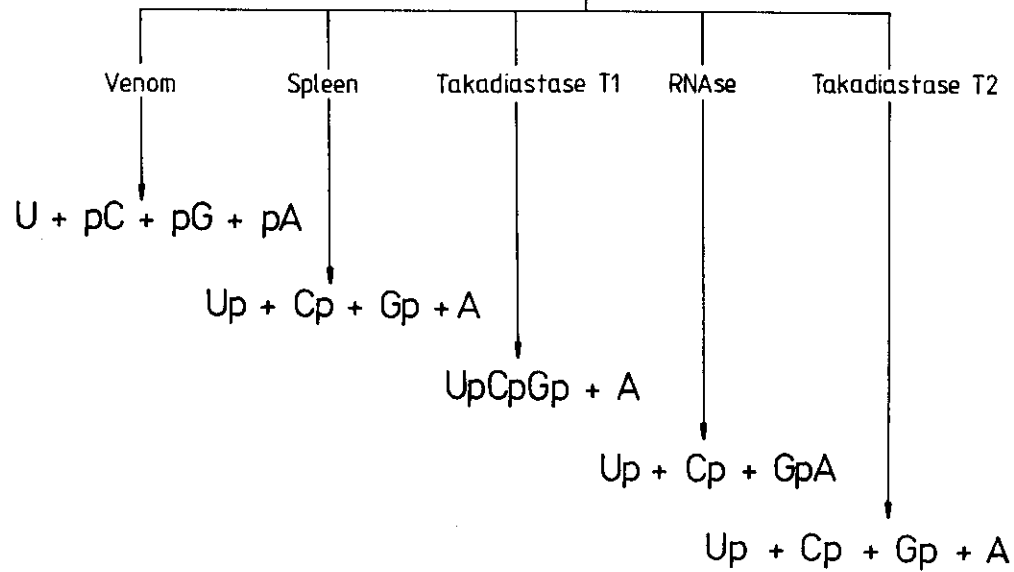 Venom Spleen Takadiastase T1 RNAse Takadiastase T2
U + pC + pG + pA
Up + Cp + Gp + A
UpCpGp + A
Up + Cp + GpA
Up + Cp + Gp + A